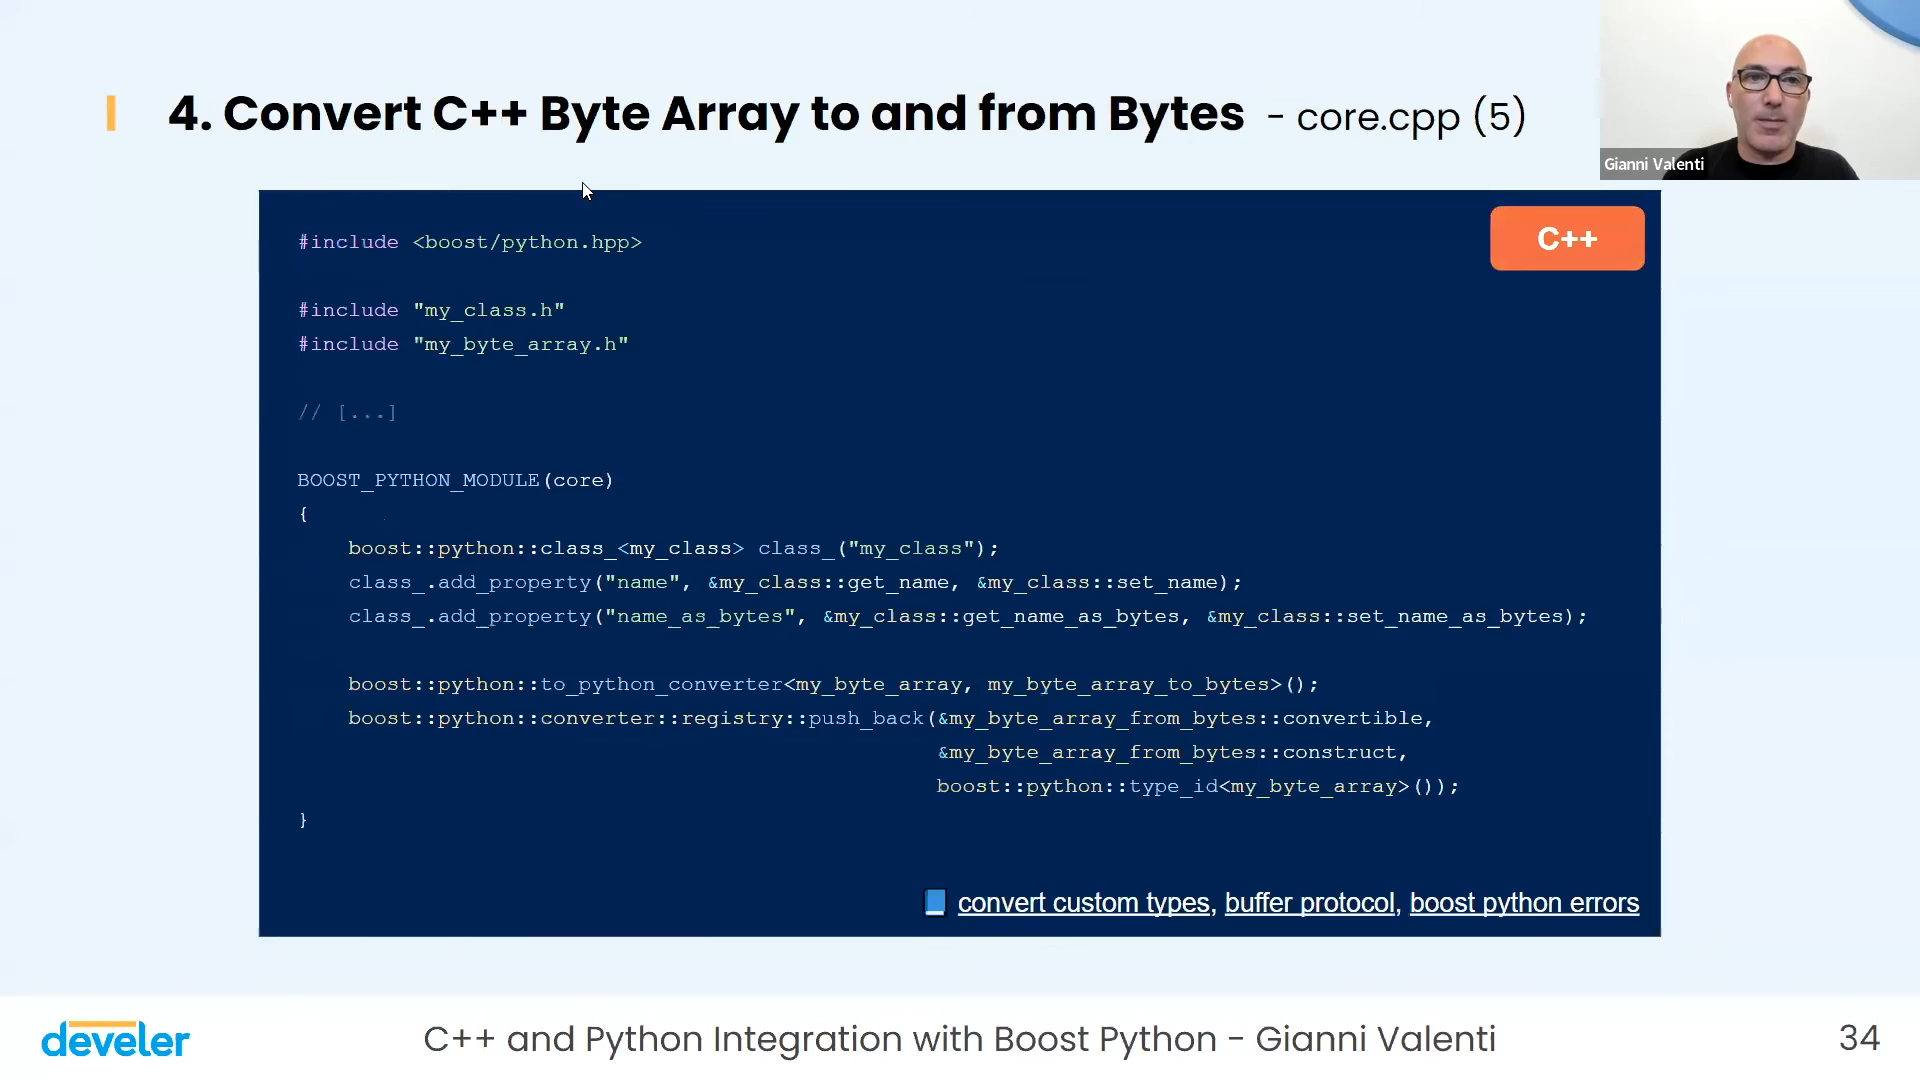 4. Convert C++ Byte Array to and from Bytes - core.cpp (5)
Gianni Valenti
C++
#include <boost/python.hpp>
#include "my_class.h"
#include "my_byte_array.h"
// [...]
BOOST_PYTHON_MODULE(core)
{
    boost::python::class_<my_class> class_("my_class");
    class_.add_property("name", &my_class::get_name, &my_class::set_name);
    class_.add_property("name_as_bytes", &my_class::get_name_as_bytes, &my_class::set_name_as_bytes);
    boost::python::to_python_converter<my_byte_array, my_byte_array_to_bytes>();
    boost::python::converter::registry::push_back(&my_byte_array_from_bytes::convertible,
                                                  &my_byte_array_from_bytes::construct,
                                                  boost::python::type_id<my_byte_array>());
}
convert custom types, buffer protocol, boost python errors
develer
C++ and Python Integration with Boost Python - Gianni Valenti
34